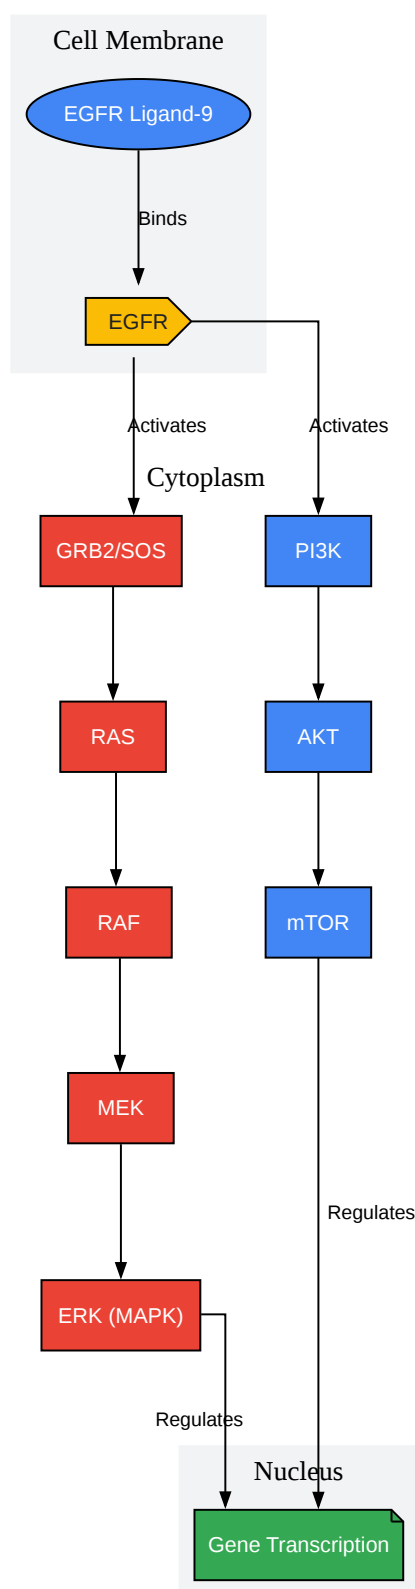 Cell Membrane
EGFR Ligand-9
Binds
EGFR
Activates
Activates
Cytoplasm
GRB2/SOS
PI3K
RAS
AKT
RAF
mTOR
MEK
Regulates
ERK (MAPK)
Regulates
Nucleus
Gene Transcription